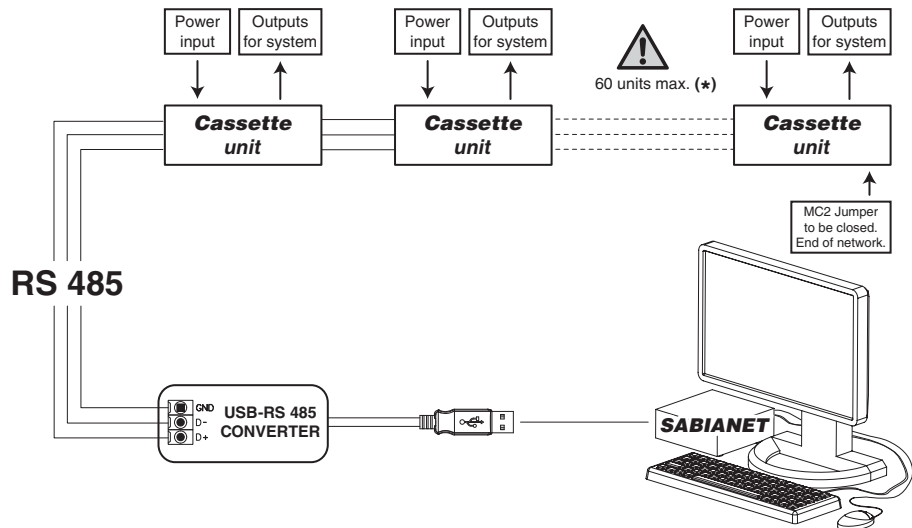 Power
input
Outputs
for system
Power
input
Outputs
for system
60 units max. (*)
Power
input
Outputs
for system
Cassette
unit
Cassette
unit
Cassette
unit
MC2 Jumper
to be closed.
End of network.
RS 485
GND
D-
D+
USB-RS 485
CONVERTER
SABIANET